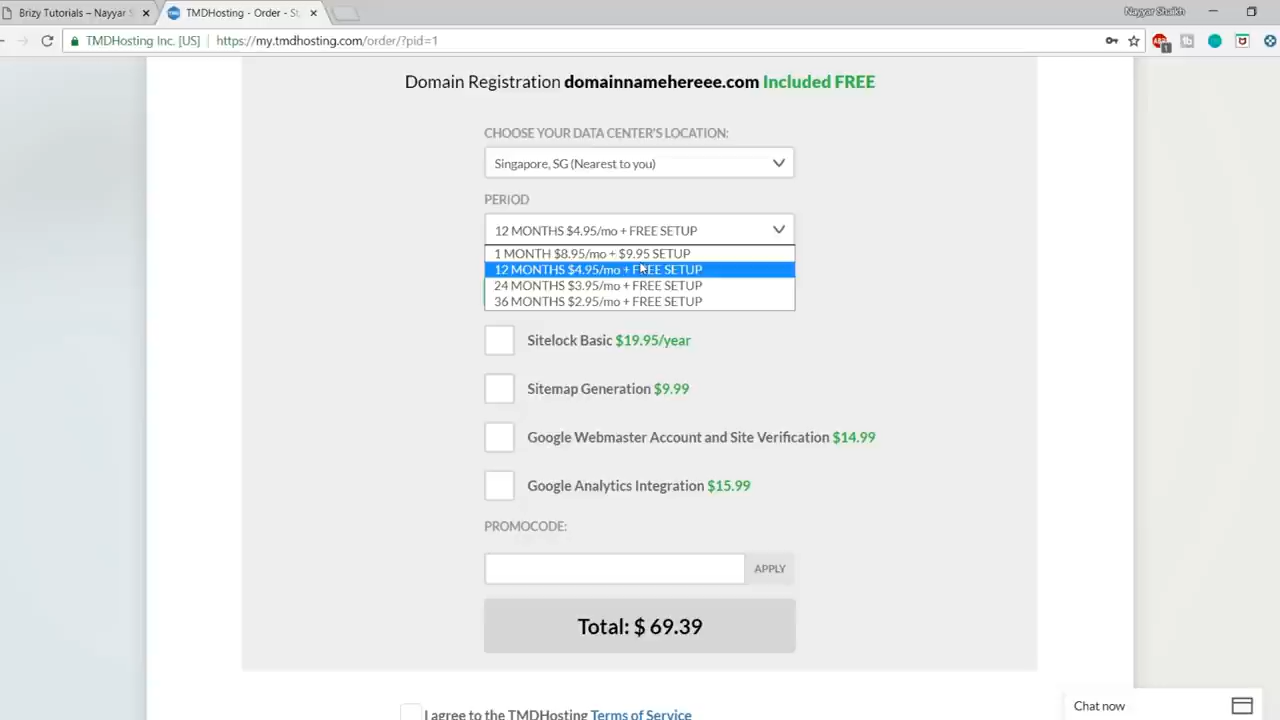 Brizy Tutorials – Nayyar S
TMDHosting - Order - St
Nayyar Shaikh
TMDHosting Inc. [US]
https://my.tmdhosting.com/order/?pid=1
Domain Registration domainnamehereee.com Included FREE
CHOOSE YOUR DATA CENTER'S LOCATION:
Singapore, SG (Nearest to you)
PERIOD
12 MONTHS $4.95/mo + FREE SETUP
1 MONTH $8.95/mo + $9.95 SETUP
12 MONTHS $4.95/mo + FREE SETUP
24 MONTHS $3.95/mo + FREE SETUP
36 MONTHS $2.95/mo + FREE SETUP
Sitelock Basic $19.95/year
Sitemap Generation $9.99
Google Webmaster Account and Site Verification $14.99
Google Analytics Integration $15.99
PROMOCODE:
APPLY
Total: $ 69.39
I agree to the TMDHosting Terms of Service
Chat now